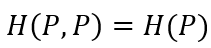 H(P, P) = H(P)